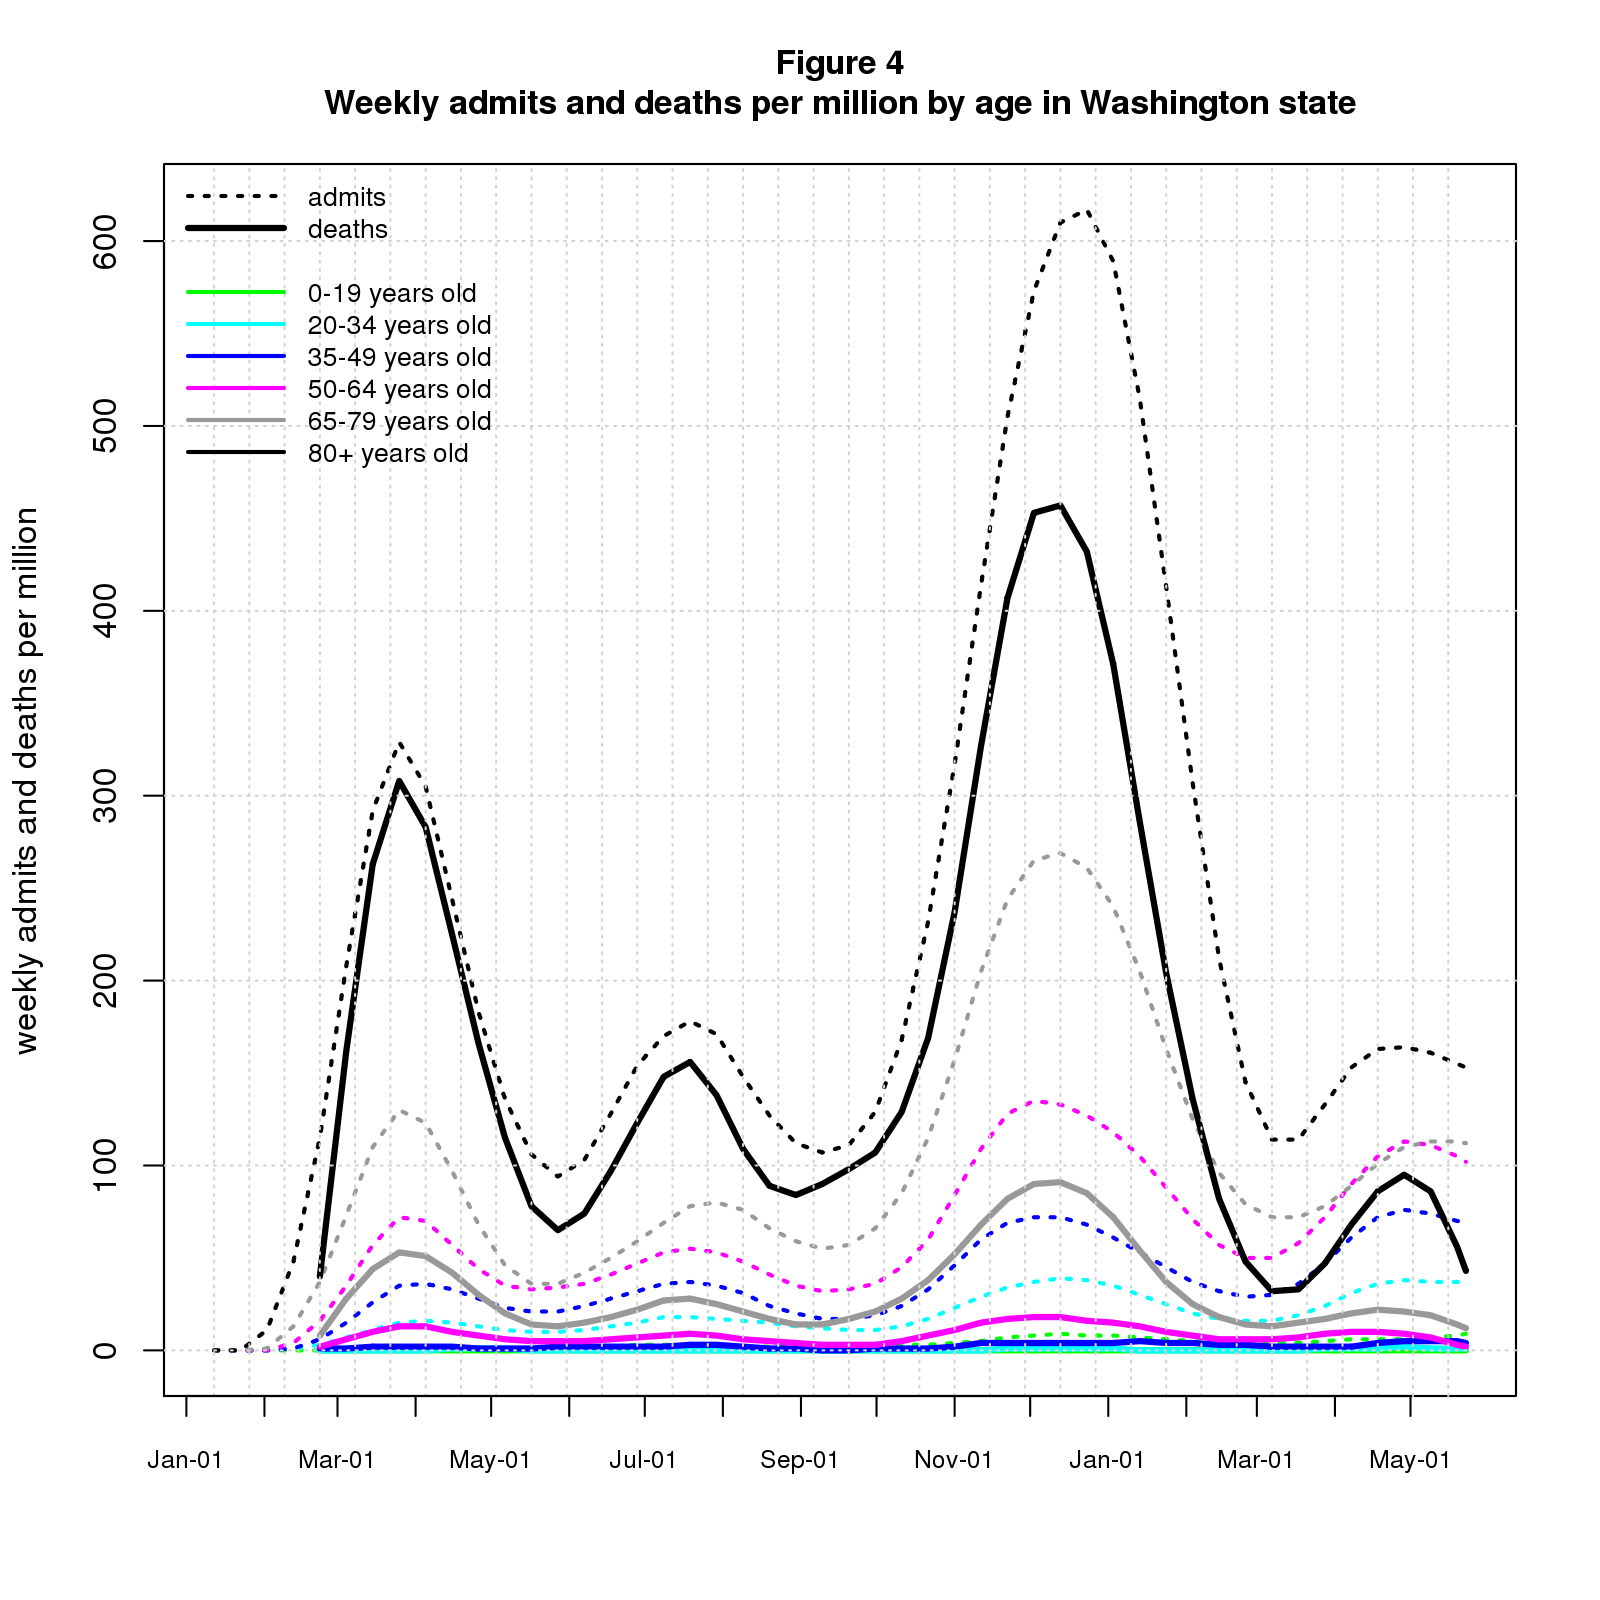 Figure 4
Weekly admits and deaths per million by age in Washington state
admits
deaths
0-19 years old
20-34 years old
35-49 years old
50-64 years old
65-79 years old
80+ years old
weekly admits and deaths per million
600
500
400
300
200
100
0
Jan-01 Mar-01 May-01 Jul-01 Sep-01 Nov-01 Jan-01 Mar-01 May-01